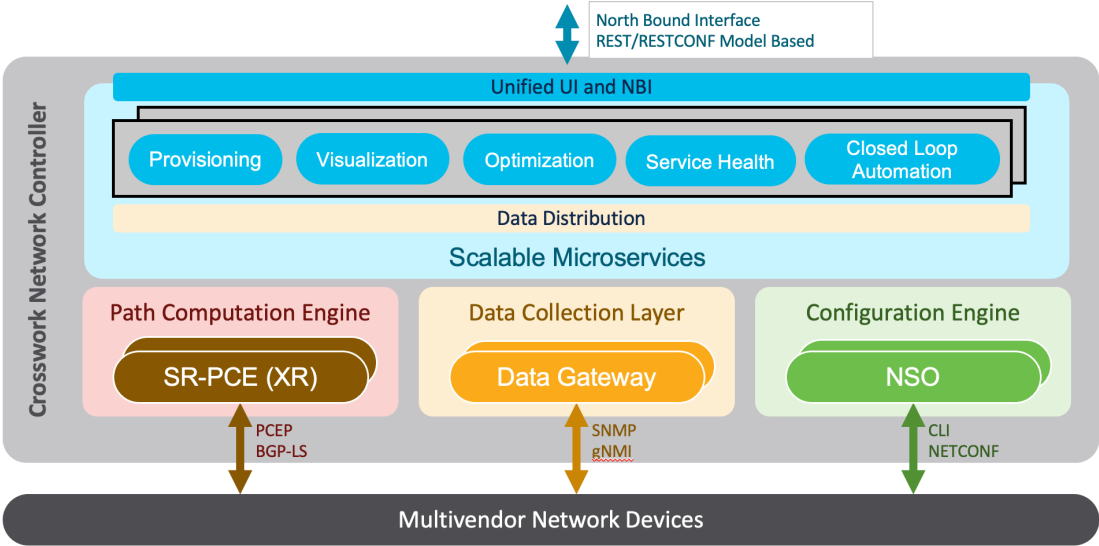 North Bound Interface
REST/RESTCONF Model Based
Crosswork Network Controller
Unified UI and NBI
Provisioning
Visualization
Optimization
Service Health
Closed Loop
Automation
Data Distribution
Scalable Microservices
Path Computation Engine
SR-PCE (XR)
Data Collection Layer
Data Gateway
Configuration Engine
NSO
PCEP
BGP-LS
SNMP
gNMI
CLI
NETCONF
Multivendor Network Devices